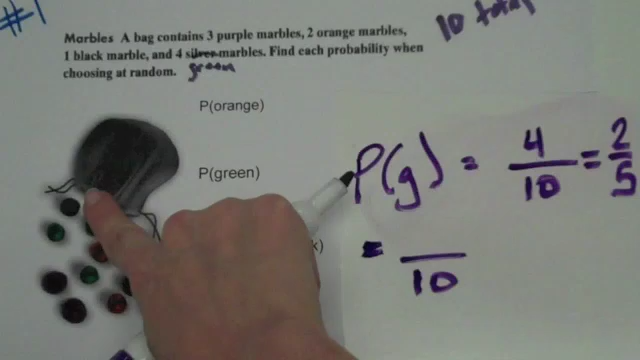 #1
10 total
Marbles A bag contains 3 purple marbles, 2 orange marbles,
1 black marble, and 4 silver marbles. Find each probability when
green
choosing at random.
P(orange)
P(green)
k)
P(g) = 4/10 = 2/5
= /10